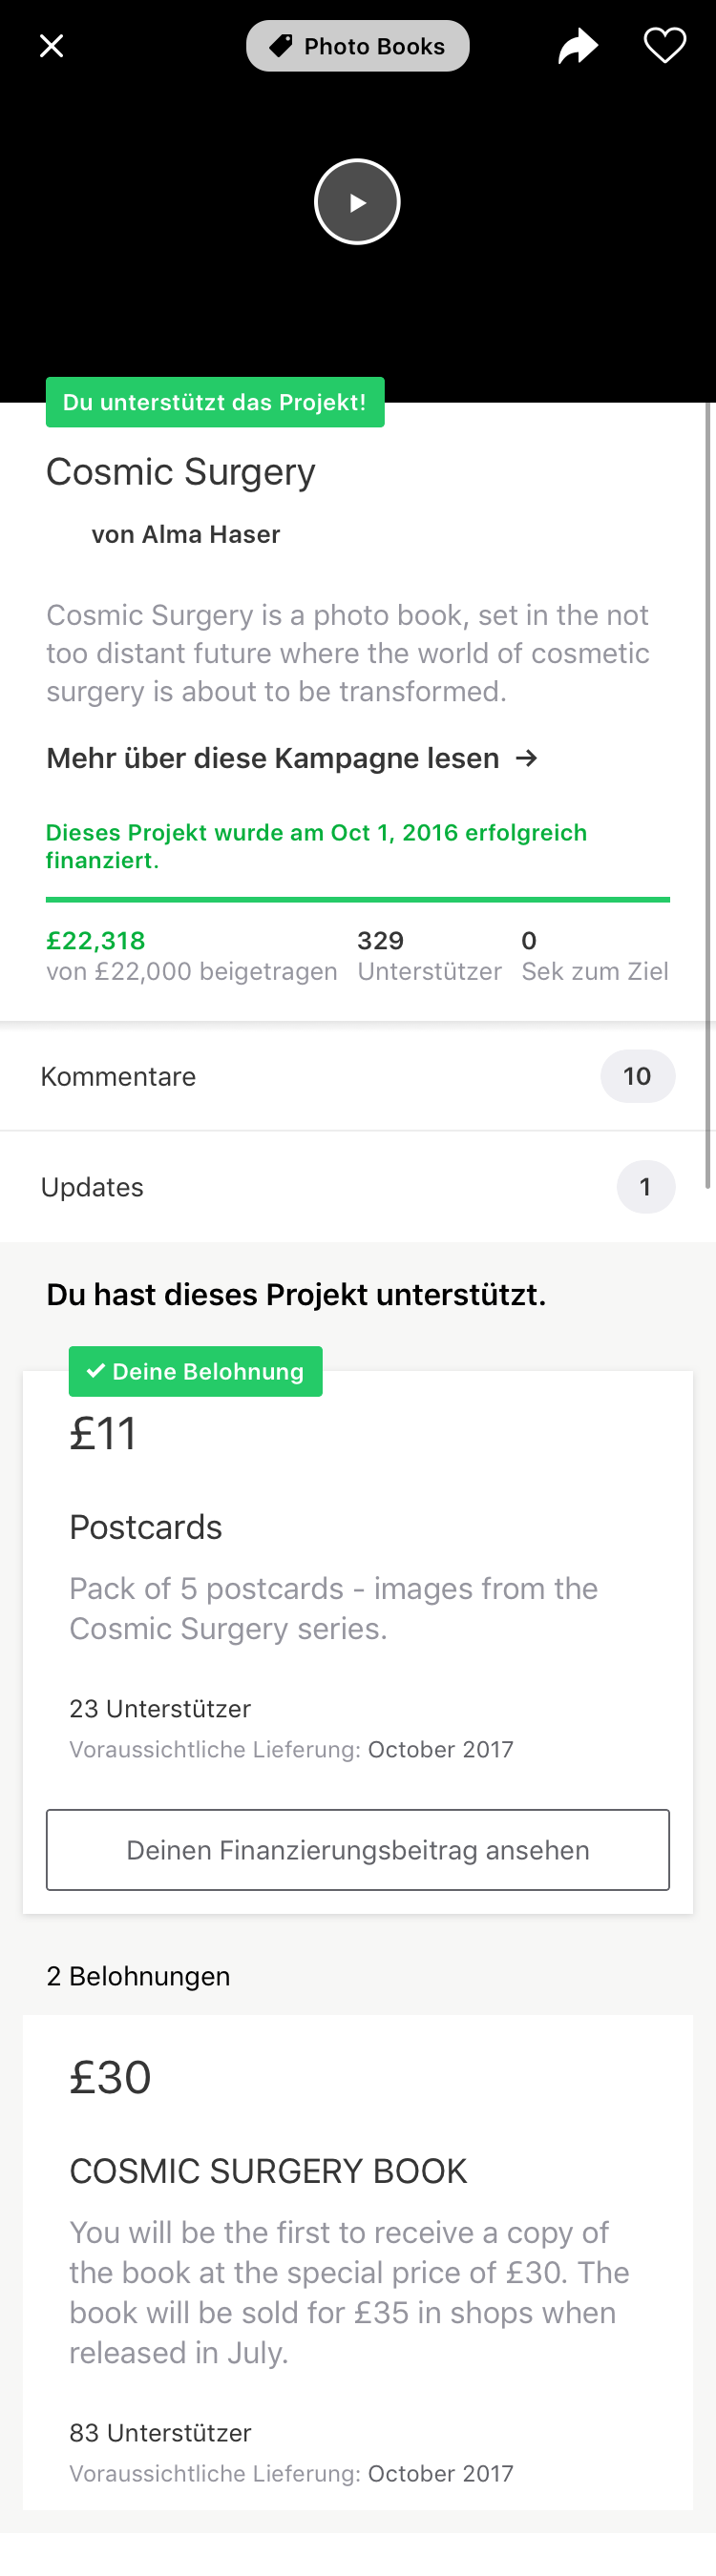 Photo Books
Du unterstützt das Projekt!
Cosmic Surgery
von Alma Haser
Cosmic Surgery is a photo book, set in the not
too distant future where the world of cosmetic
surgery is about to be transformed.
Mehr über diese Kampagne lesen →
Dieses Projekt wurde am Oct 1, 2016 erfolgreich
finanziert.
£22,318 329 0
von £22,000 beigetragen Unterstützer Sek zum Ziel
Kommentare 10
Updates 1
Du hast dieses Projekt unterstützt.
✓ Deine Belohnung
£11
Postcards
Pack of 5 postcards - images from the
Cosmic Surgery series.
23 Unterstützer
Voraussichtliche Lieferung: October 2017
Deinen Finanzierungsbeitrag ansehen
2 Belohnungen
£30
COSMIC SURGERY BOOK
You will be the first to receive a copy of
the book at the special price of £30. The
book will be sold for £35 in shops when
released in July.
83 Unterstützer
Voraussichtliche Lieferung: October 2017